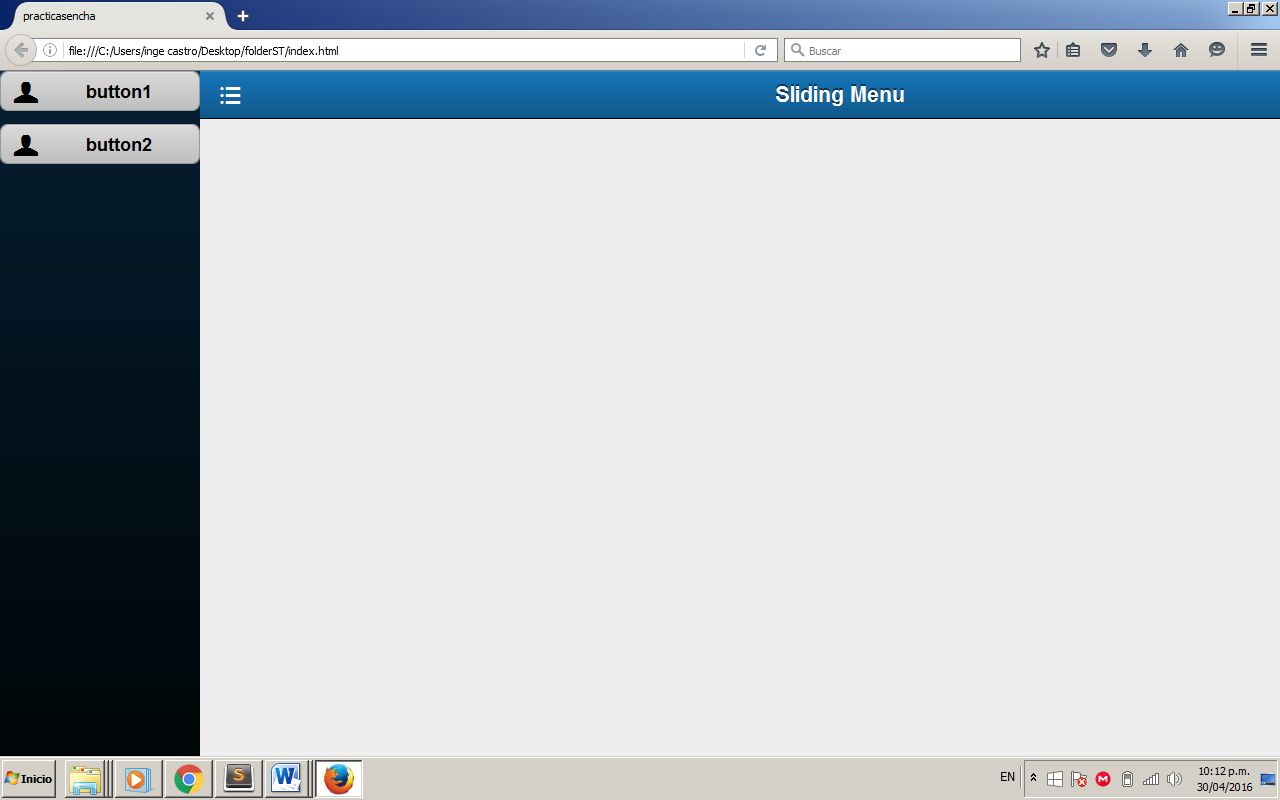 practicasencha
file:///C:/Users/inge castro/Desktop/folderST/index.html
Buscar
button1
Sliding Menu
button2
Inicio
S
W
EN
M
10:12 p.m.
30/04/2016